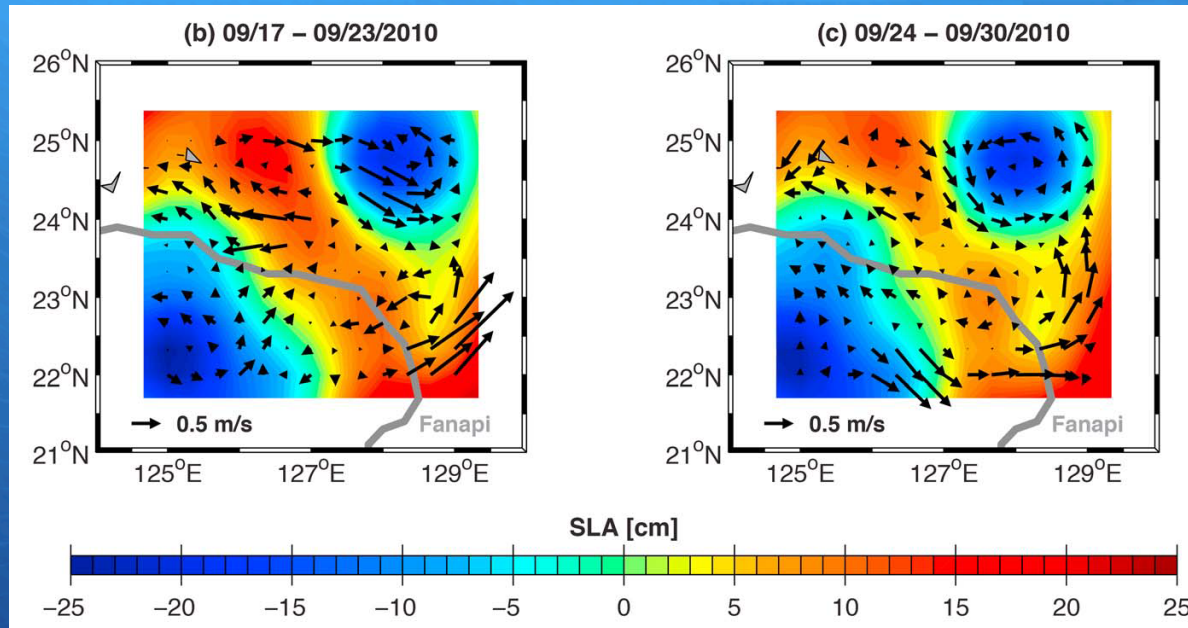 (b) 09/17 – 09/23/2010
(c) 09/24 – 09/30/2010
26°N
25°N
24°N
23°N
22°N
21°N
0.5 m/s
Fanapi
125°E 127°E 129°E
26°N
25°N
24°N
23°N
22°N
21°N
0.5 m/s
Fanapi
125°E 127°E 129°E
SLA [cm]
−25 −20 −15 −10 −5 0 5 10 15 20 25